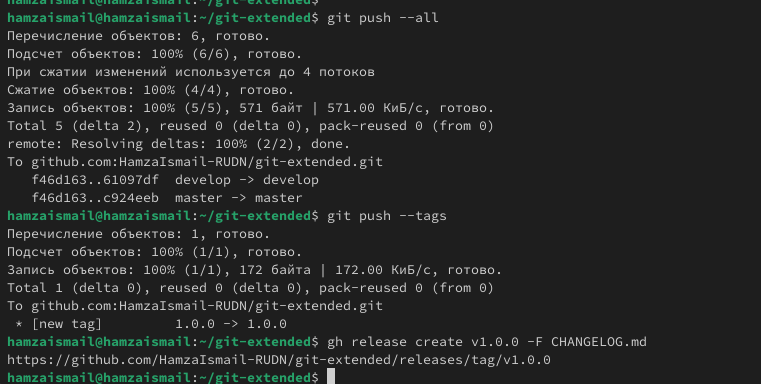 hamzaismail@hamzaismail:~/git-extended$
hamzaismail@hamzaismail:~/git-extended$ git push --all
Перечисление объектов: 6, готово.
Подсчет объектов: 100% (6/6), готово.
При сжатии изменений используется до 4 потоков
Сжатие объектов: 100% (4/4), готово.
Запись объектов: 100% (5/5), 571 байт | 571.00 КиБ/с, готово.
Total 5 (delta 2), reused 0 (delta 0), pack-reused 0 (from 0)
remote: Resolving deltas: 100% (2/2), done.
To github.com:HamzaIsmail-RUDN/git-extended.git
   f46d163..61097df  develop -> develop
   f46d163..c924eeb  master -> master
hamzaismail@hamzaismail:~/git-extended$ git push --tags
Перечисление объектов: 1, готово.
Подсчет объектов: 100% (1/1), готово.
Запись объектов: 100% (1/1), 172 байта | 172.00 КиБ/с, готово.
Total 1 (delta 0), reused 0 (delta 0), pack-reused 0 (from 0)
To github.com:HamzaIsmail-RUDN/git-extended.git
 * [new tag]         1.0.0 -> 1.0.0
hamzaismail@hamzaismail:~/git-extended$ gh release create v1.0.0 -F CHANGELOG.md
https://github.com/HamzaIsmail-RUDN/git-extended/releases/tag/v1.0.0
hamzaismail@hamzaismail:~/git-extended$